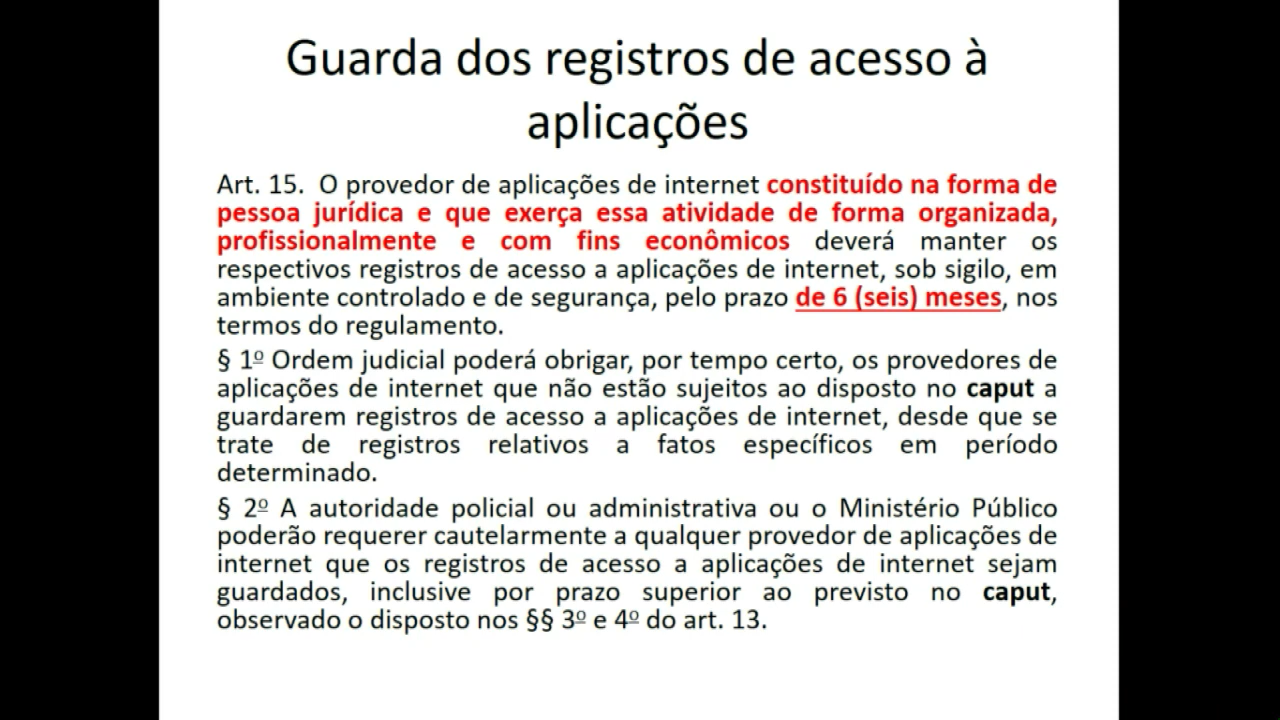 Guarda dos registros de acesso à
aplicações
Art. 15.  O provedor de aplicações de internet constituído na forma de
pessoa jurídica e que exerça essa atividade de forma organizada,
profissionalmente e com fins econômicos deverá manter os
respectivos registros de acesso a aplicações de internet, sob sigilo, em
ambiente controlado e de segurança, pelo prazo de 6 (seis) meses, nos
termos do regulamento.
§ 1º Ordem judicial poderá obrigar, por tempo certo, os provedores de
aplicações de internet que não estão sujeitos ao disposto no caput a
guardarem registros de acesso a aplicações de internet, desde que se
trate de registros relativos a fatos específicos em período
determinado.
§ 2º A autoridade policial ou administrativa ou o Ministério Público
poderão requerer cautelarmente a qualquer provedor de aplicações de
internet que os registros de acesso a aplicações de internet sejam
guardados, inclusive por prazo superior ao previsto no caput,
observado o disposto nos §§ 3º e 4º do art. 13.